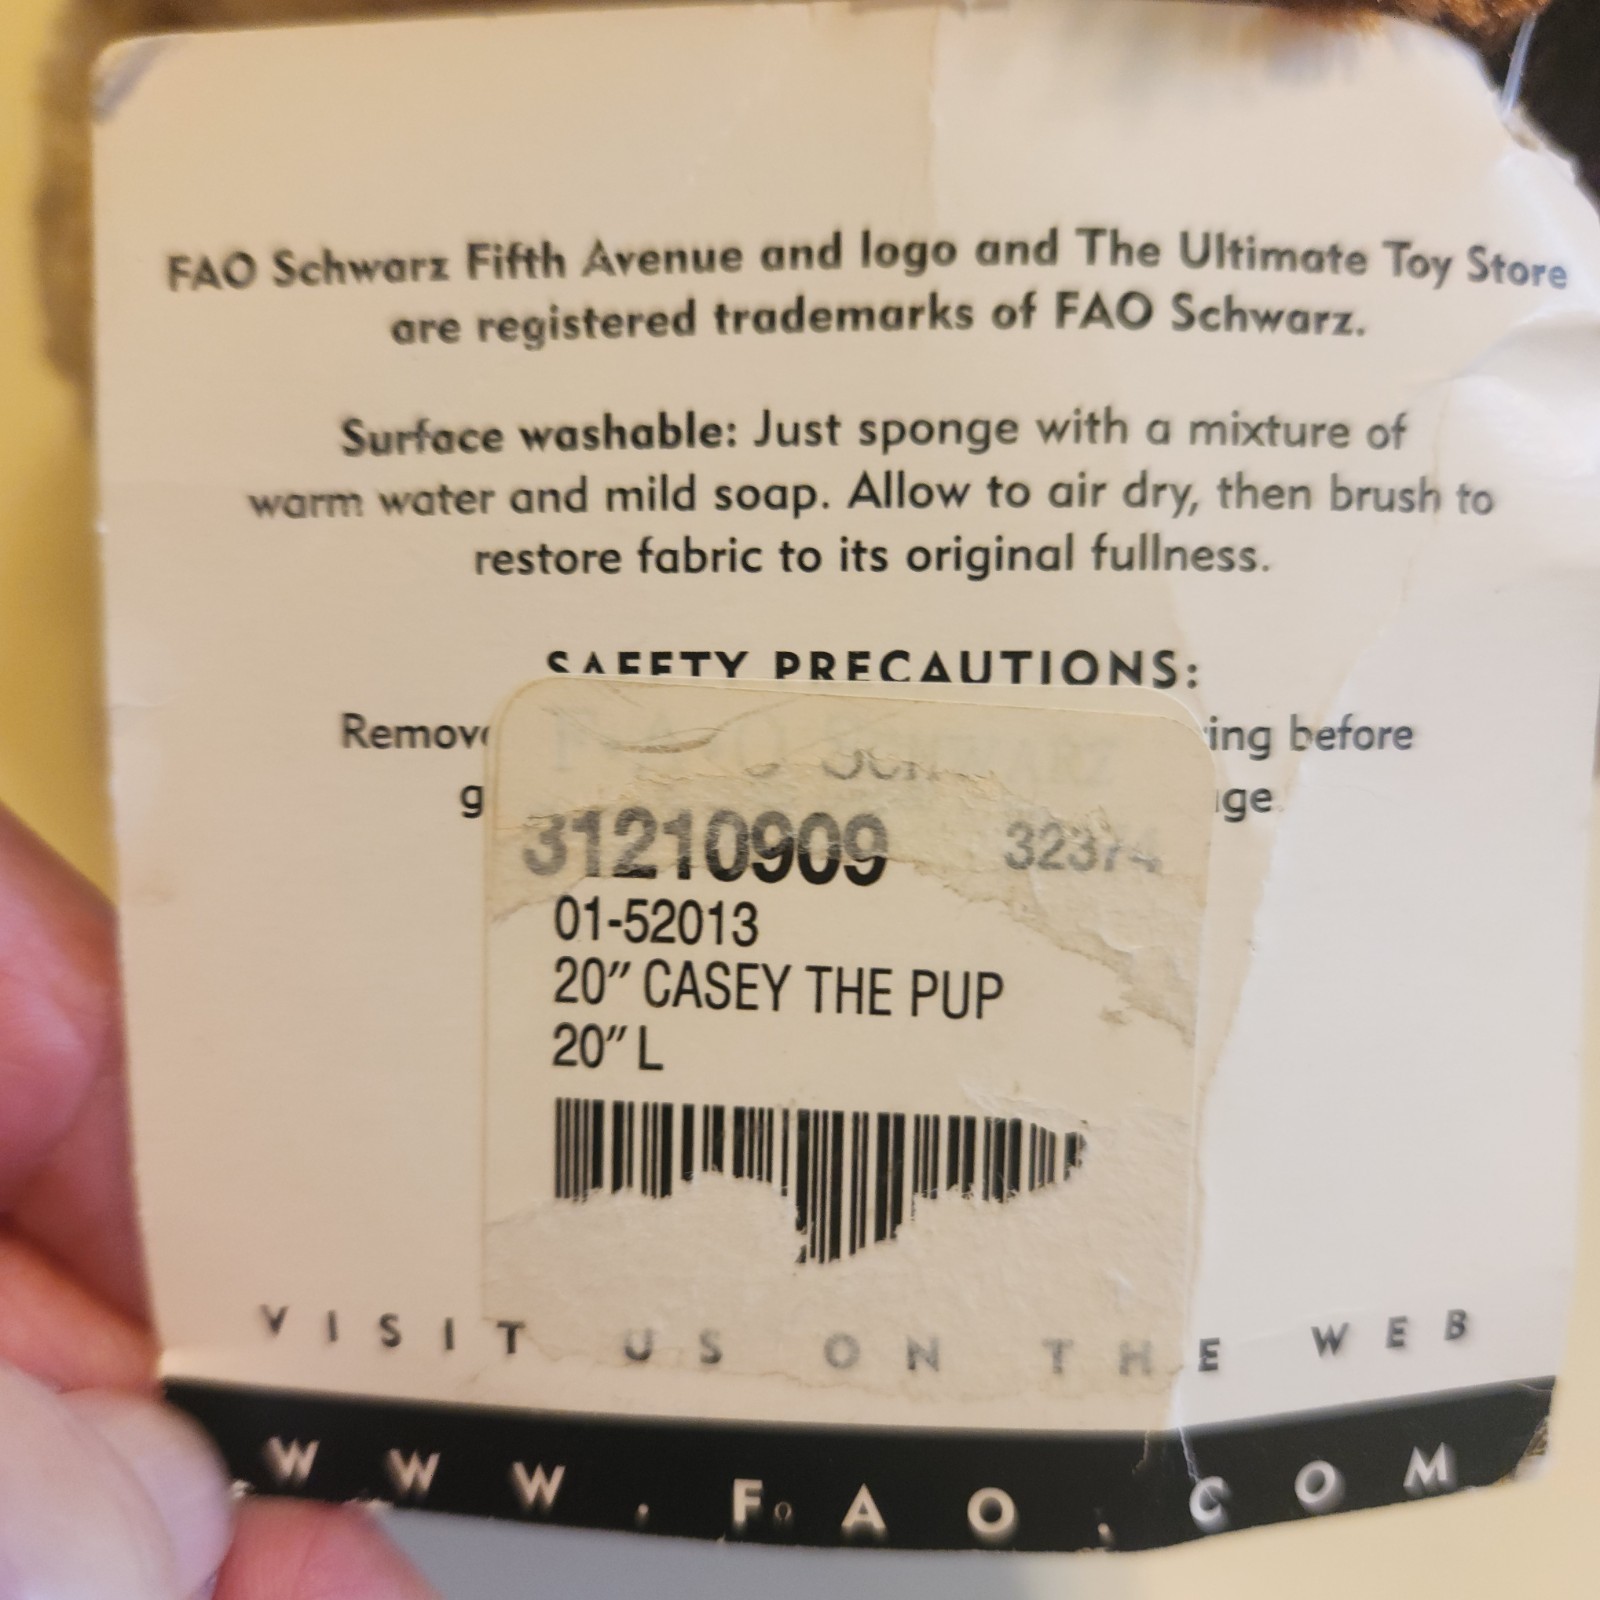 FAO Schwarz Fifth Avenue and logo and The Ultimate Toy Store
are registered trademarks of FAO Schwarz.
Surface washable: Just sponge with a mixture of
warm water and mild soap. Allow to air dry, then brush to
restore fabric to its original fullness.
SAFETY PRECAUTIONS:
ing before
F A O SCHWARZ
31210909 32374
01-52013
20" CASEY THE PUP
20" L
VISIT US ON THE WEB
WWW.FAO.COM